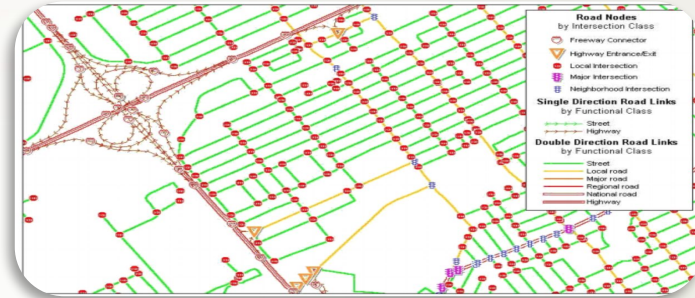 Road Nodes
by Intersection Class
Freeway Connector
Highway Entrance/Exit
Local Intersection
Major Intersection
Neighborhood Intersection
Single Direction Road Links
by Functional Class
Street
Highway
Double Direction Road Links
by Functional Class
Street
Local road
Major road
Regional road
National road
Highway